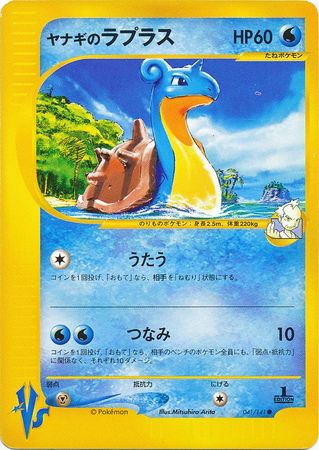 ヤナギのラプラス HP60
たねポケモン
のりものポケモン：身長2.5m、体重220kg
うたう
コインを1回投げ、「おもて」なら、相手を「ねむり」状態にする。
つなみ 10
コインを1回投げ、「おもて」なら、相手のベンチのポケモン全員にも、「弱点・抵抗力」
に関係なく、それぞれ10ダメージ。
弱点 抵抗力 にげる
1
EDITION
VS
©Pokémon Illus.Mitsuhiro Arita 041/141